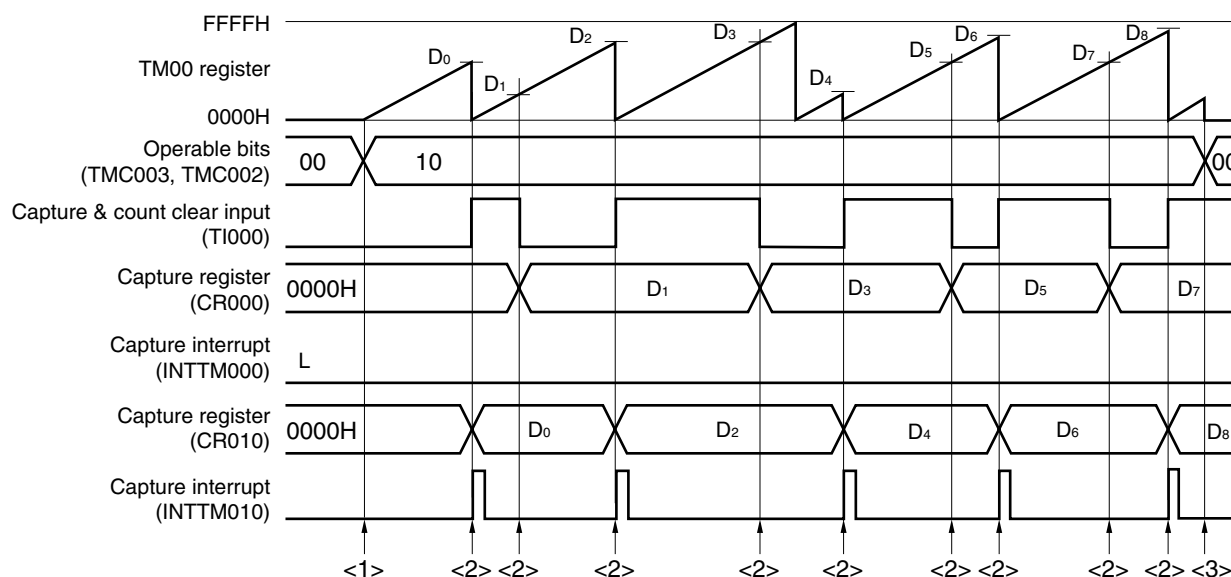 FFFFH
TM00 register
0000H
D0
D1
D2
D3
D4
D5
D6
D7
D8
Operable bits
(TMC003, TMC002)
00
10
00
Capture & count clear input
(TI000)
Capture register
(CR000)
0000H
D1
D3
D5
D7
Capture interrupt
(INTTM000)
L
Capture register
(CR010)
0000H
D0
D2
D4
D6
D8
Capture interrupt
(INTTM010)
<1> <2> <2> <2> <2> <2> <2> <2> <2> <2> <3>